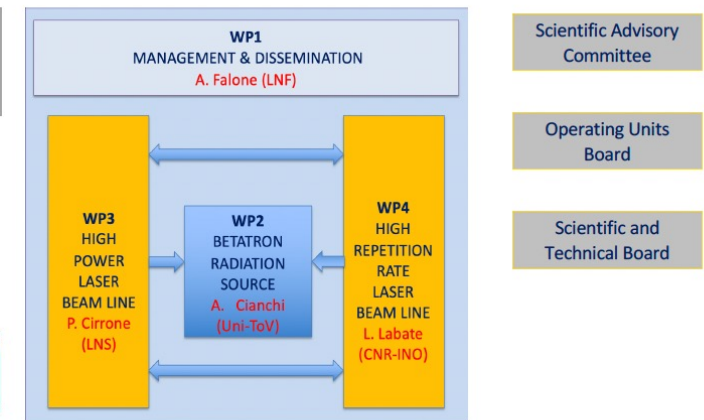 WP1
MANAGEMENT & DISSEMINATION
A. Falone (LNF)
WP3
HIGH
POWER
LASER
BEAM LINE
P. Cirrone
(LNS)
WP2
BETATRON
RADIATION
SOURCE
A. Cianchi
(Uni-ToV)
WP4
HIGH
REPETITION
RATE
LASER
BEAM LINE
L. Labate
(CNR-INO)
Scientific Advisory
Committee
Operating Units
Board
Scientific and
Technical Board